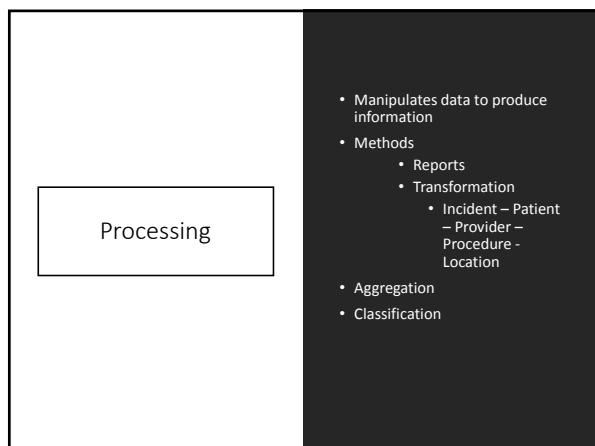 Processing
• Manipulates data to produce
information
• Methods
• Reports
• Transformation
• Incident – Patient
– Provider –
Procedure -
Location
• Aggregation
• Classification